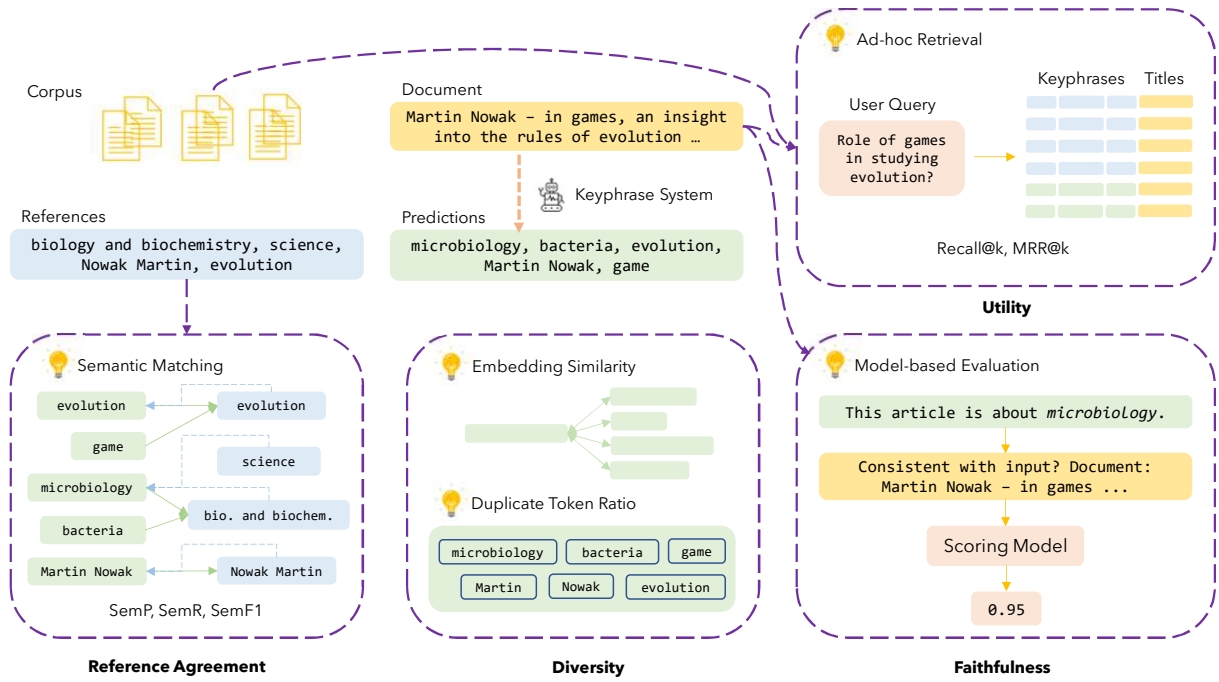 Corpus
References
biology and biochemistry, science,
Nowak Martin, evolution
Document
Martin Nowak – in games, an insight
into the rules of evolution …
Keyphrase System
Predictions
microbiology, bacteria, evolution,
Martin Nowak, game
Ad-hoc Retrieval
Keyphrases Titles
User Query
Role of games
in studying
evolution?
Recall@k, MRR@k
Utility
Semantic Matching
evolution
evolution
game
science
microbiology
bio. and biochem.
bacteria
Martin Nowak
Nowak Martin
SemP, SemR, SemF1
Reference Agreement
Embedding Similarity
Duplicate Token Ratio
microbiology bacteria game
Martin Nowak evolution
Diversity
Model-based Evaluation
This article is about microbiology.
Consistent with input? Document:
Martin Nowak – in games ...
Scoring Model
0.95
Faithfulness